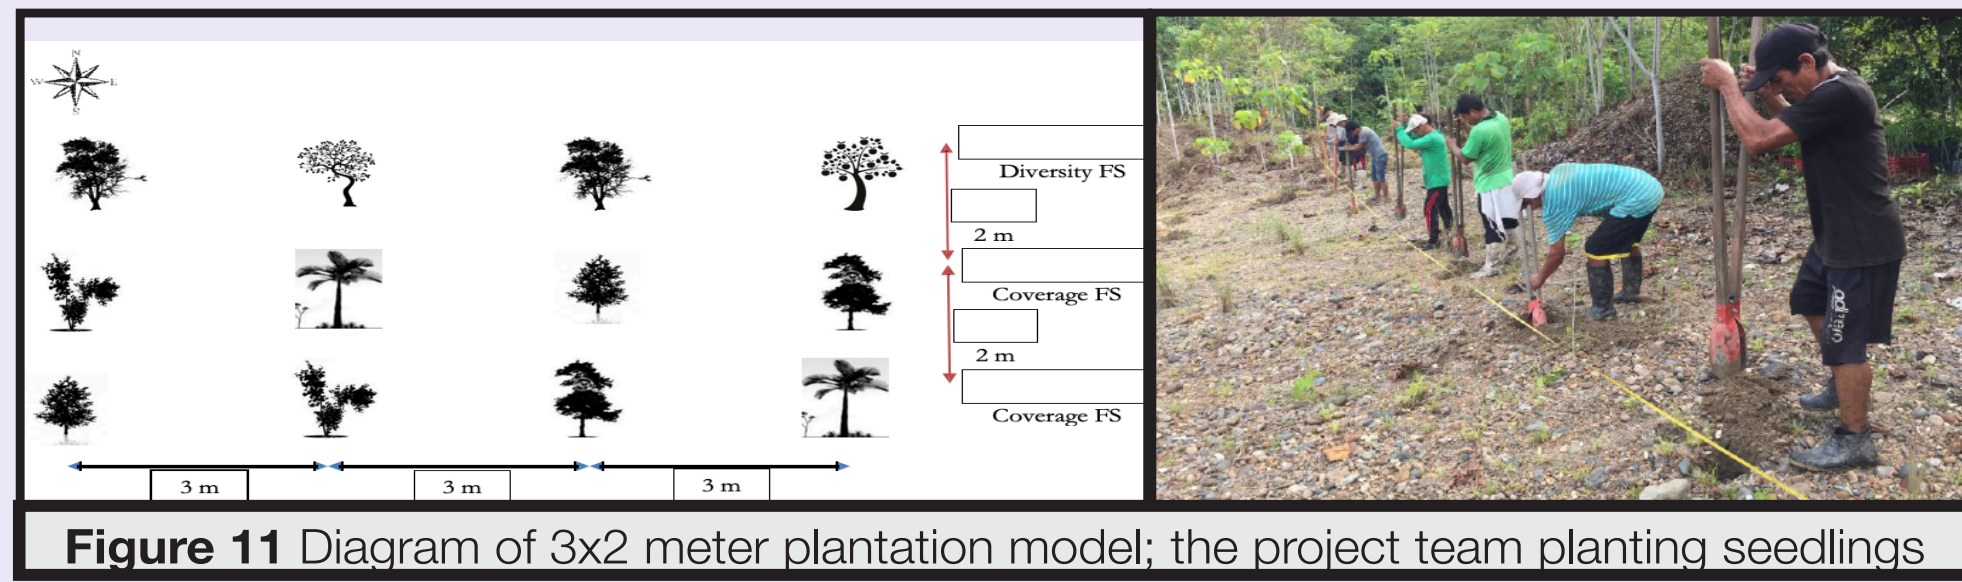 N
W E
S
Diversity FS
2 m
Coverage FS
2 m
Coverage FS
3 m 3 m 3 m
Figure 11 Diagram of 3x2 meter plantation model; the project team planting seedlings